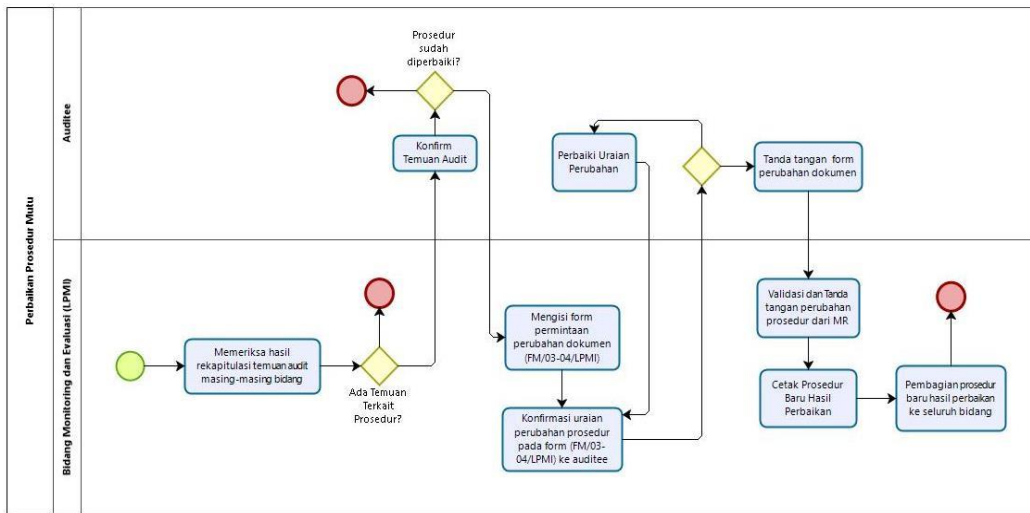 Perbaikan Prosedur Mutu
Auditee
Prosedur
sudah
diperbaiki?
Konfirm
Temuan Audit
Perbaiki Uraian
Perubahan
Tanda tangan form
perubahan dokumen
Bidang Monitoring dan Evaluasi (LPMI)
Memeriksa hasil
rekapitulasi temuan audit
masing-masing bidang
Ada Temuan
Terkait
Prosedur?
Mengisi form
permintaan
perubahan dokumen
(FM/03-04/LPMI)
Konfirmasi uraian
perubahan prosedur
pada form (FM/03-
04/LPMI) ke auditee
Validasi dan Tanda
tangan perubahan
prosedur dari MR
Cetak Prosedur
Baru Hasil
Perbaikan
Pembagian prosedur
baru hasil perbaikan
ke seluruh bidang